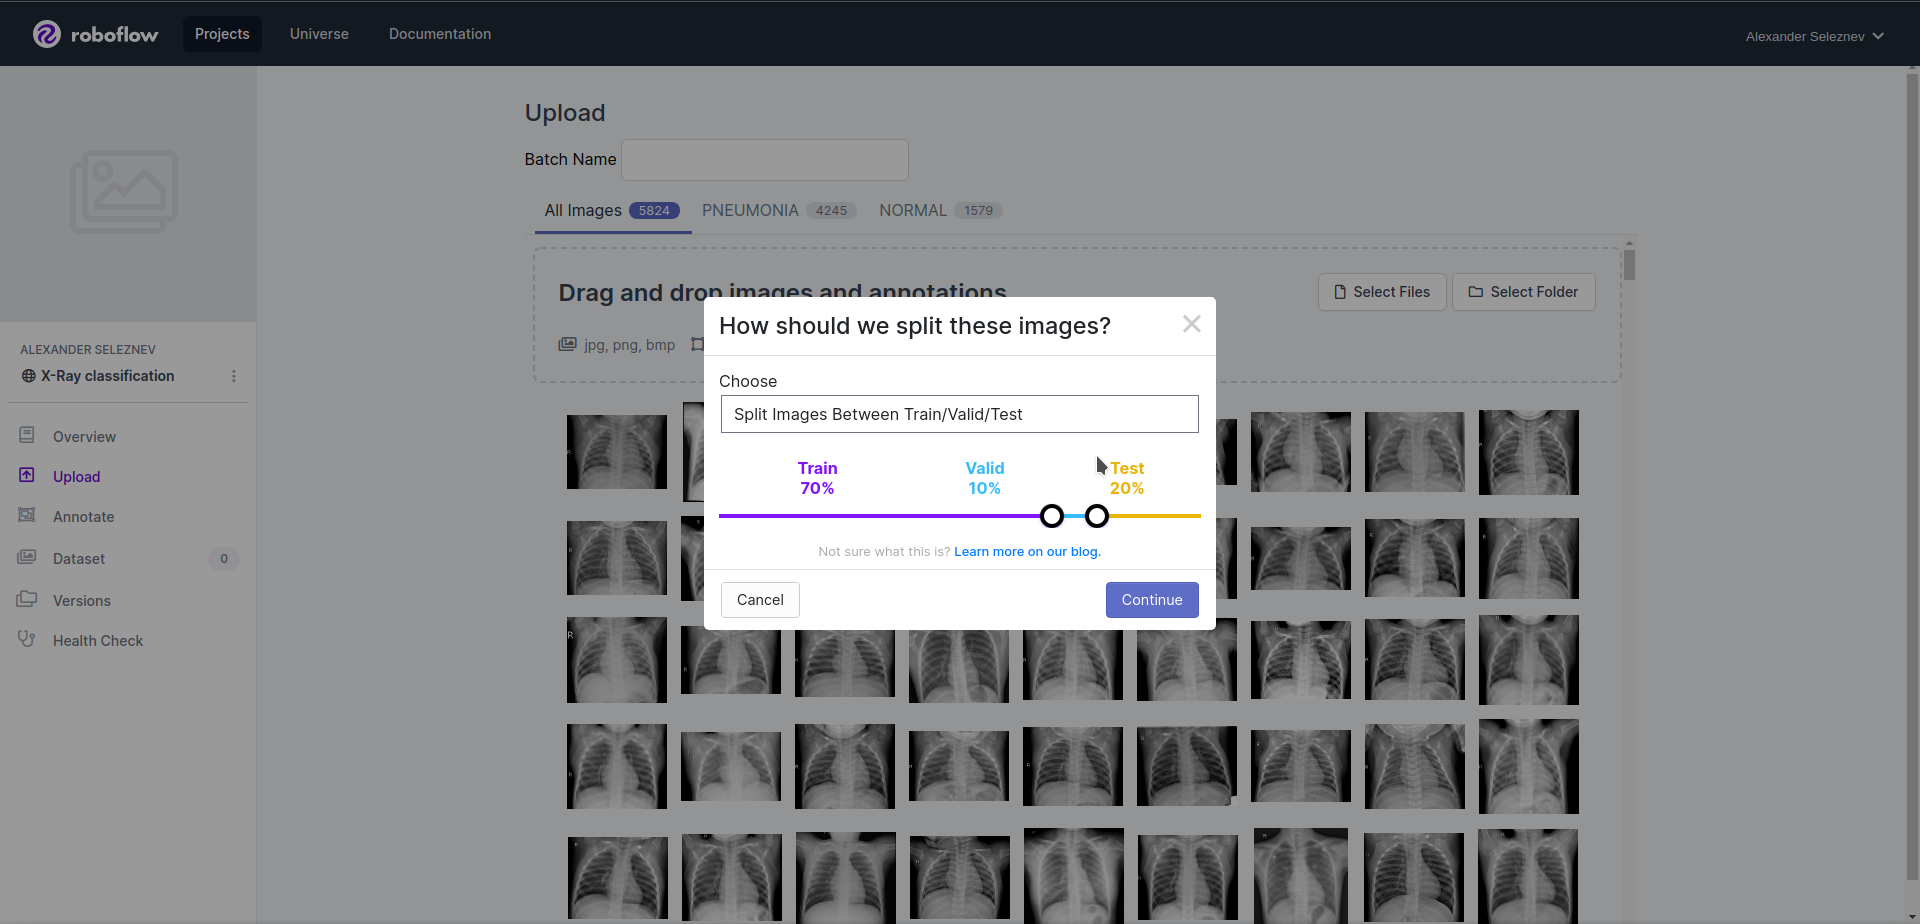 roboflow
Projects
Universe
Documentation
Alexander Seleznev
Upload
Batch Name
All Images 5824
PNEUMONIA 4245
NORMAL 1579
Drag and drop images and annotations
Select Files
Select Folder
jpg, png, bmp
ALEXANDER SELEZNEV
X-Ray classification
Overview
Upload
Annotate
Dataset 0
Versions
Health Check
How should we split these images?
Choose
Split Images Between Train/Valid/Test
Train
70%
Valid
10%
Test
20%
Not sure what this is? Learn more on our blog.
Cancel
Continue
R